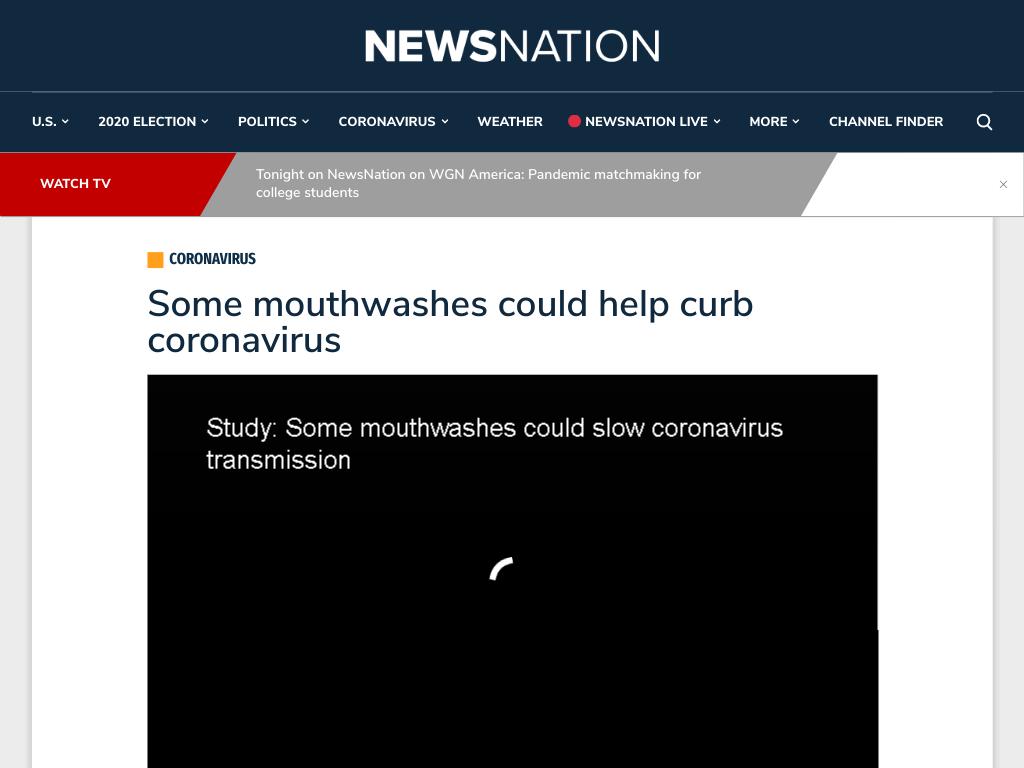 NEWSNATION
U.S. 2020 ELECTION POLITICS CORONAVIRUS WEATHER NEWSNATION LIVE MORE CHANNEL FINDER
WATCH TV
Tonight on NewsNation on WGN America: Pandemic matchmaking for
college students
CORONAVIRUS
Some mouthwashes could help curb
coronavirus
Study: Some mouthwashes could slow coronavirus
transmission